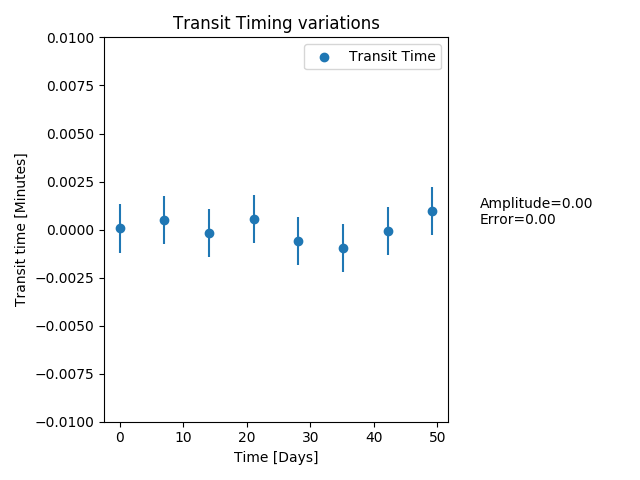 Transit Timing variations
0.0100
0.0075
0.0050
0.0025
0.0000
−0.0025
−0.0050
−0.0075
−0.0100
Transit time [Minutes]
Transit Time
Amplitude=0.00
Error=0.00
0 10 20 30 40 50
Time [Days]